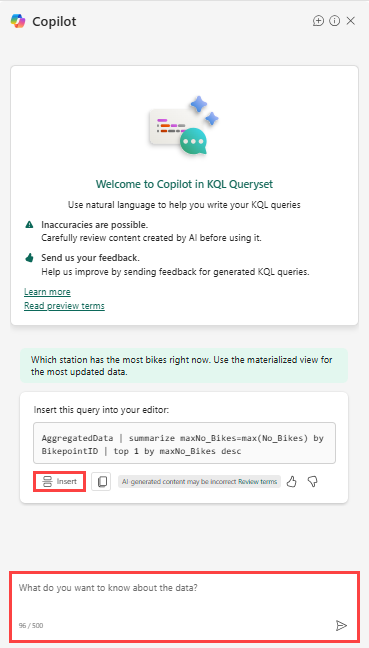 Copilot
Welcome to Copilot in KQL Queryset
Use natural language to help you write your KQL queries
Inaccuracies are possible.
Carefully review content created by AI before using it.
Send us your feedback.
Help us improve by sending feedback for generated KQL queries.
Learn more
Read preview terms
Which station has the most bikes right now. Use the materialized view for
the most updated data.
Insert this query into your editor:
AggregatedData | summarize maxNo_Bikes=max(No_Bikes) by
BikepointID | top 1 by maxNo_Bikes desc
Insert
AI-generated content may be incorrect Review terms
What do you want to know about the data?
96 / 500